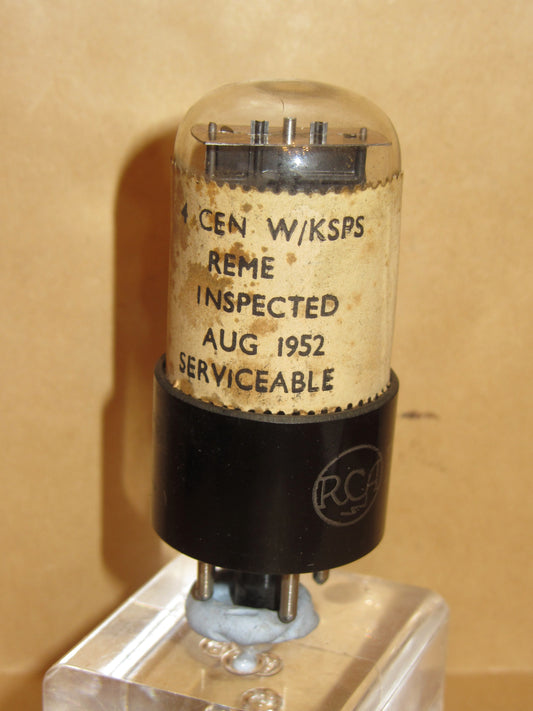 4 CEN W/KSPS
REME
INSPECTED
AUG 1952
SERVICEABLE
RCA